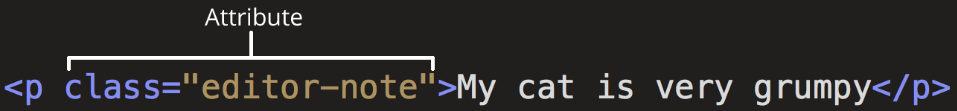 Attribute
<p class="editor-note">My cat is very grumpy</p>